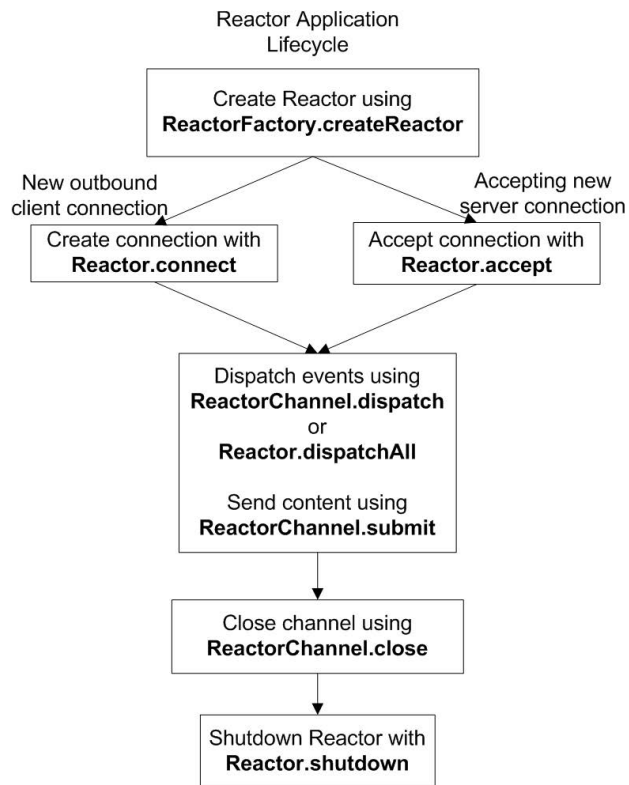 Reactor Application
Lifecycle
Create Reactor using
ReactorFactory.createReactor
New outbound
client connection
Accepting new
server connection
Create connection with
Reactor.connect
Accept connection with
Reactor.accept
Dispatch events using
ReactorChannel.dispatch
or
Reactor.dispatchAll
Send content using
ReactorChannel.submit
Close channel using
ReactorChannel.close
Shutdown Reactor with
Reactor.shutdown